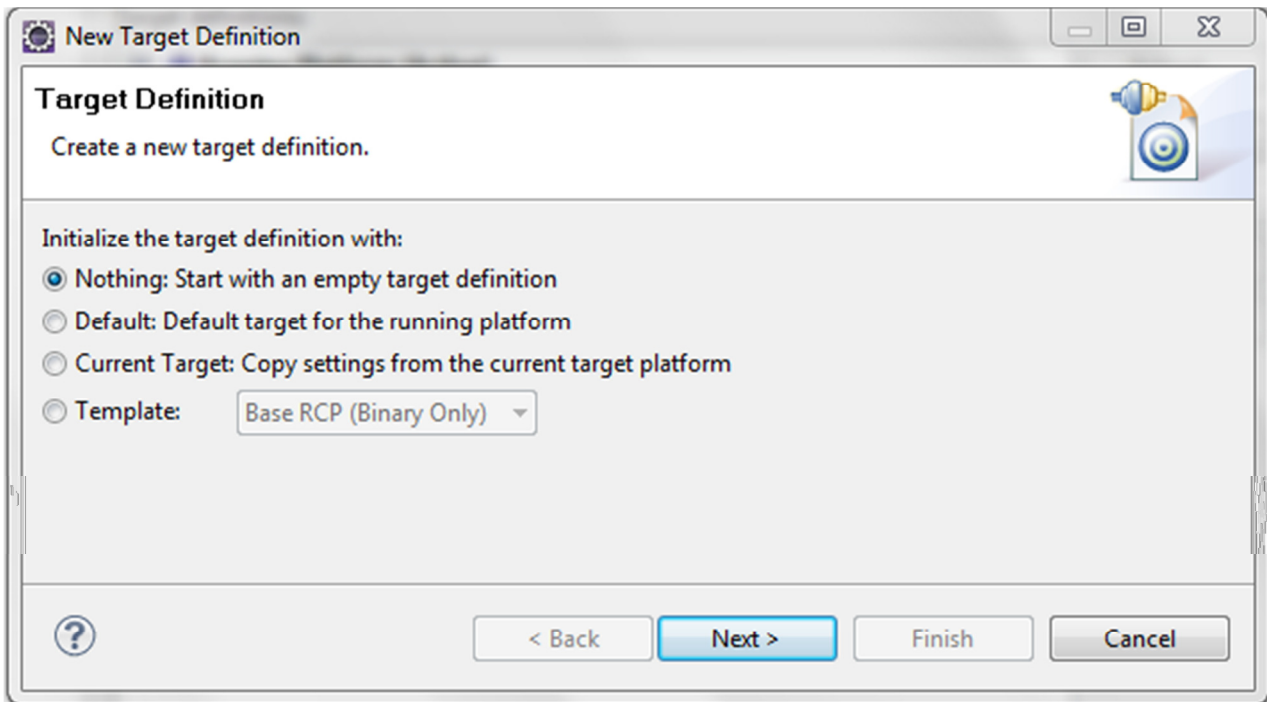 New Target Definition
Target Definition
Create a new target definition.
Initialize the target definition with:
Nothing: Start with an empty target definition
Default: Default target for the running platform
Current Target: Copy settings from the current target platform
Template: Base RCP (Binary Only)
? < Back Next > Finish Cancel